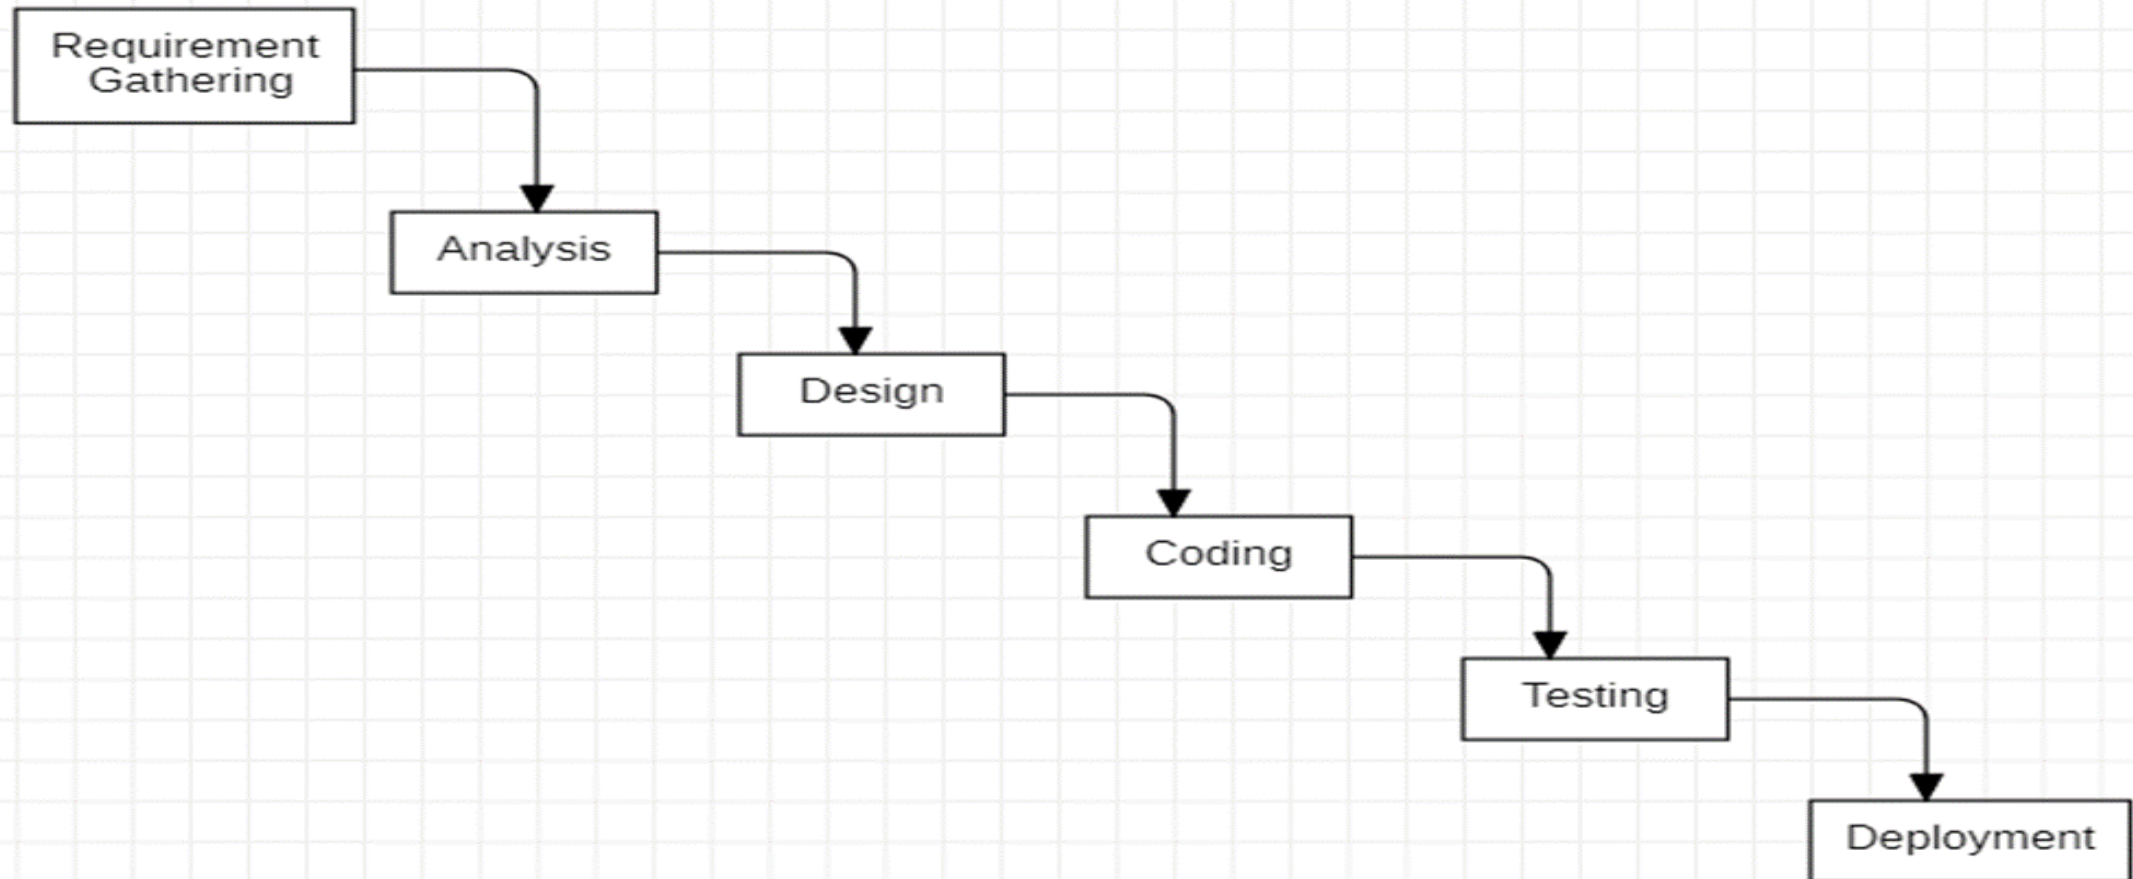 Requirement
Gathering
Analysis
Design
Coding
Testing
Deployment